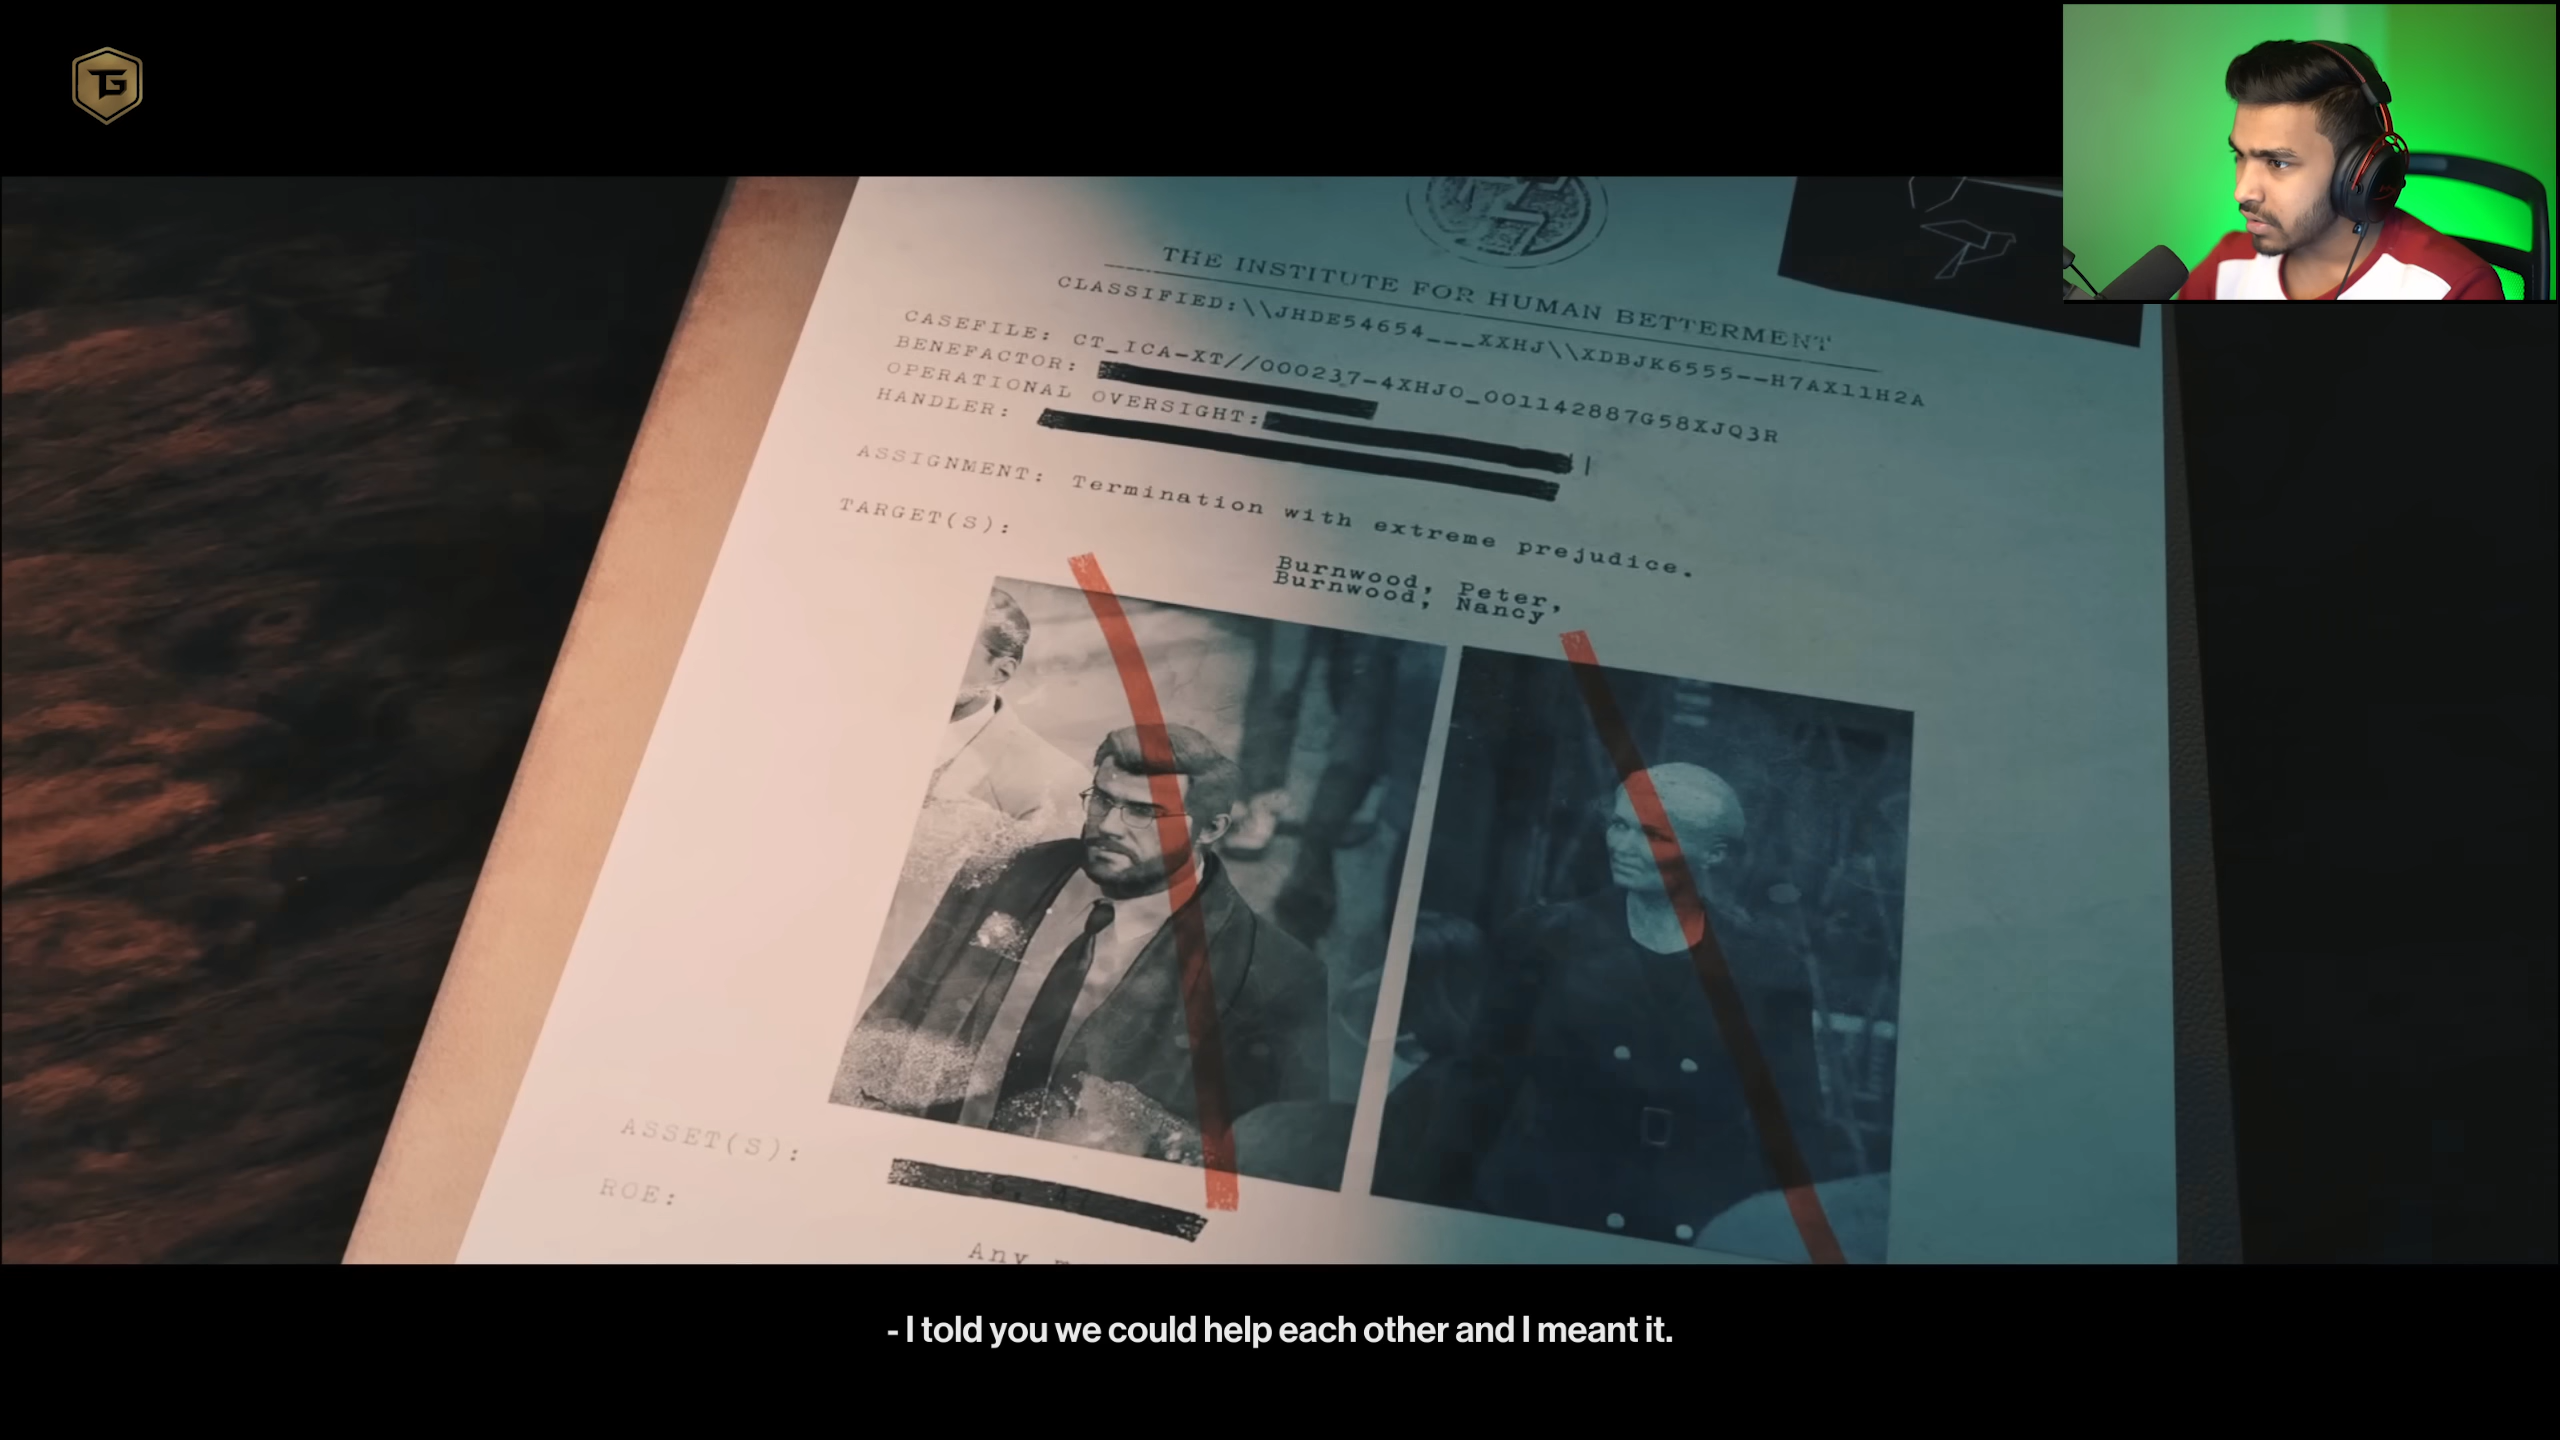 TG
THE INSTITUTE FOR HUMAN BETTERMENT
CLASSIFIED:\\JHDE54654___XXHJ\\XDBJK6555--H7AX11H2A
CASEFILE: CT_ICA-XT//000237-4XHJO_001142887G58XJQ3R
BENEFACTOR:
OPERATIONAL OVERSIGHT:
HANDLER:
ASSIGNMENT: Termination with extreme prejudice.
TARGET(S):
Burnwood, Peter,
Burnwood, Nancy
ASSET(S):
ROE:
Any
- I told you we could help each other and I meant it.